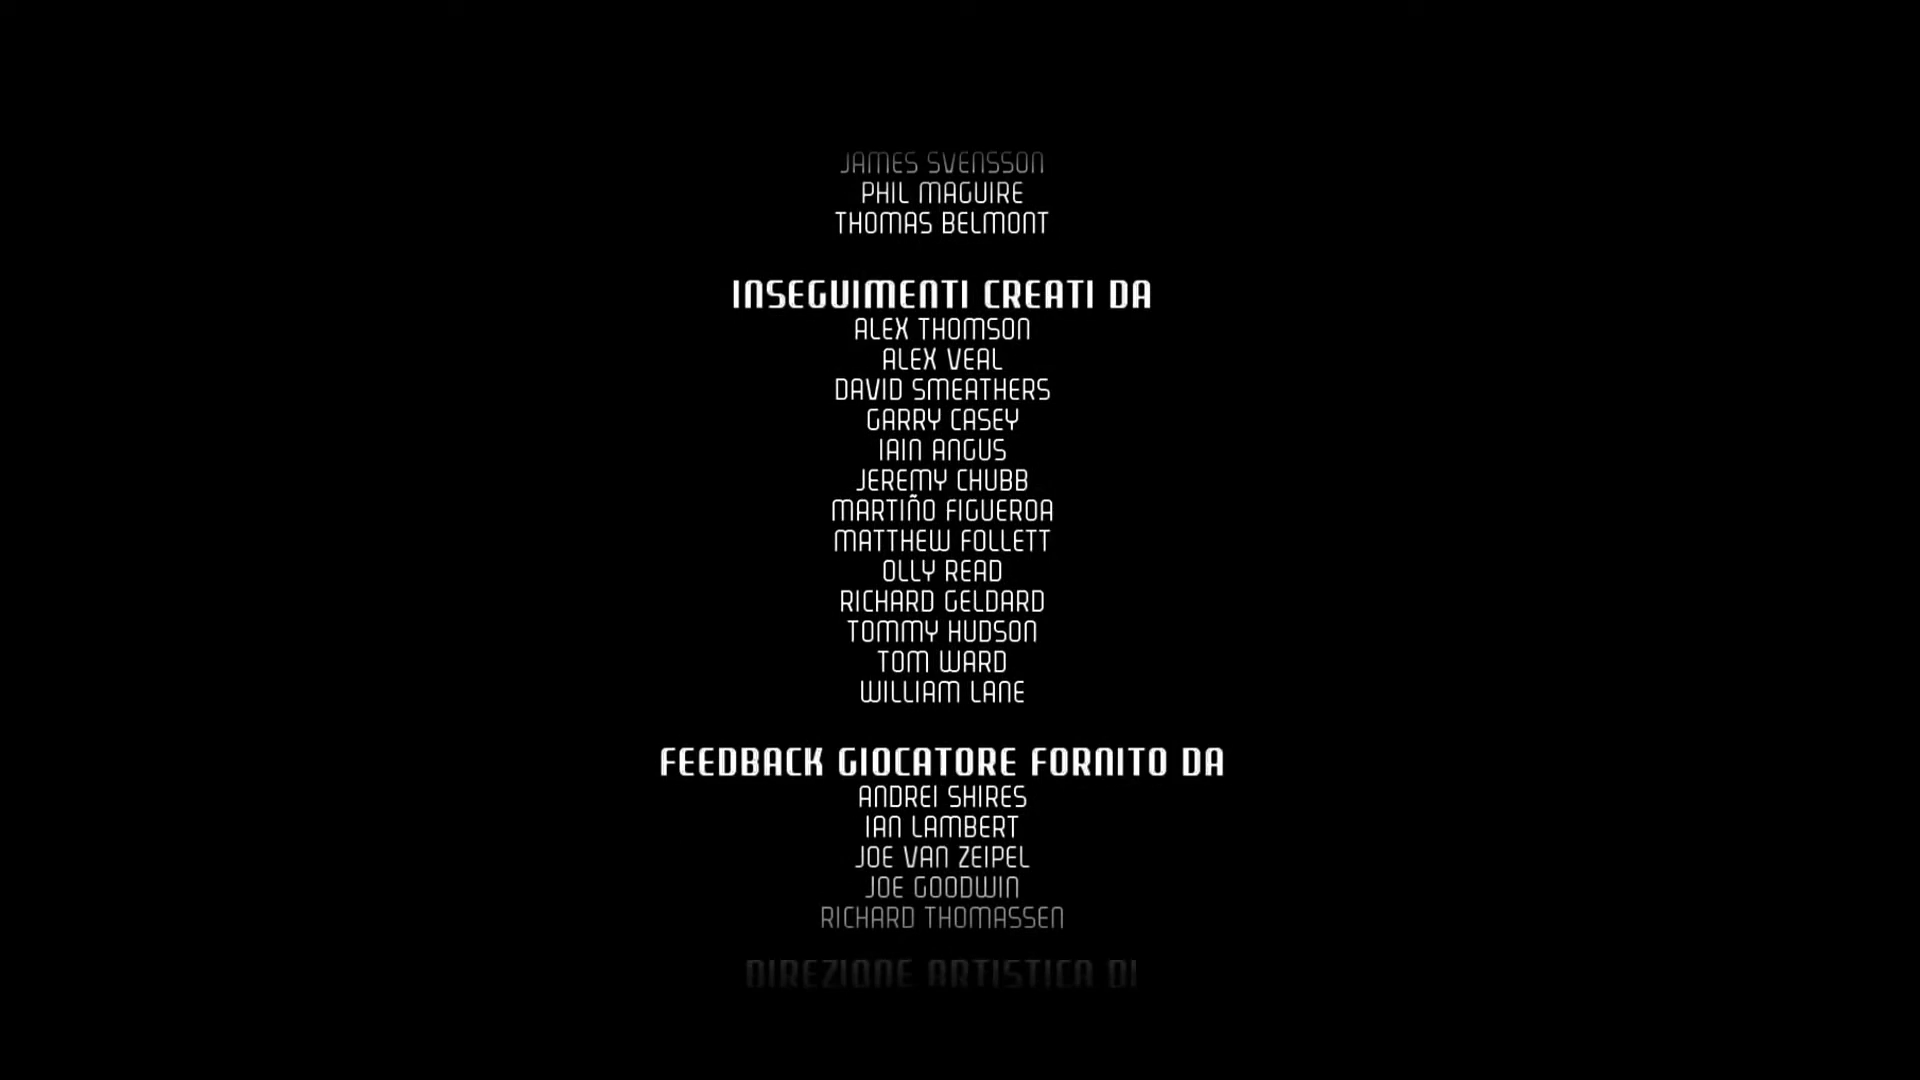 JAMES SVENSSON
PHIL MAGUIRE
THOMAS BELMONT
INSEGUIMENTI CREATI DA
ALEX THOMSON
ALEX VEAL
DAVID SMEATHERS
GARRY CASEY
IAIN ANGUS
JEREMY CHUBB
MARTIÑO FIGUEROA
MATTHEW FOLLETT
OLLY READ
RICHARD GELDARD
TOMMY HUDSON
TOM WARD
WILLIAM LANE
FEEDBACK GIOCATORE FORNITO DA
ANDREI SHIRES
IAN LAMBERT
JOE VAN ZEIPEL
JOE GOODWIN
RICHARD THOMASSEN
DIREZIONE ARTISTICA DI